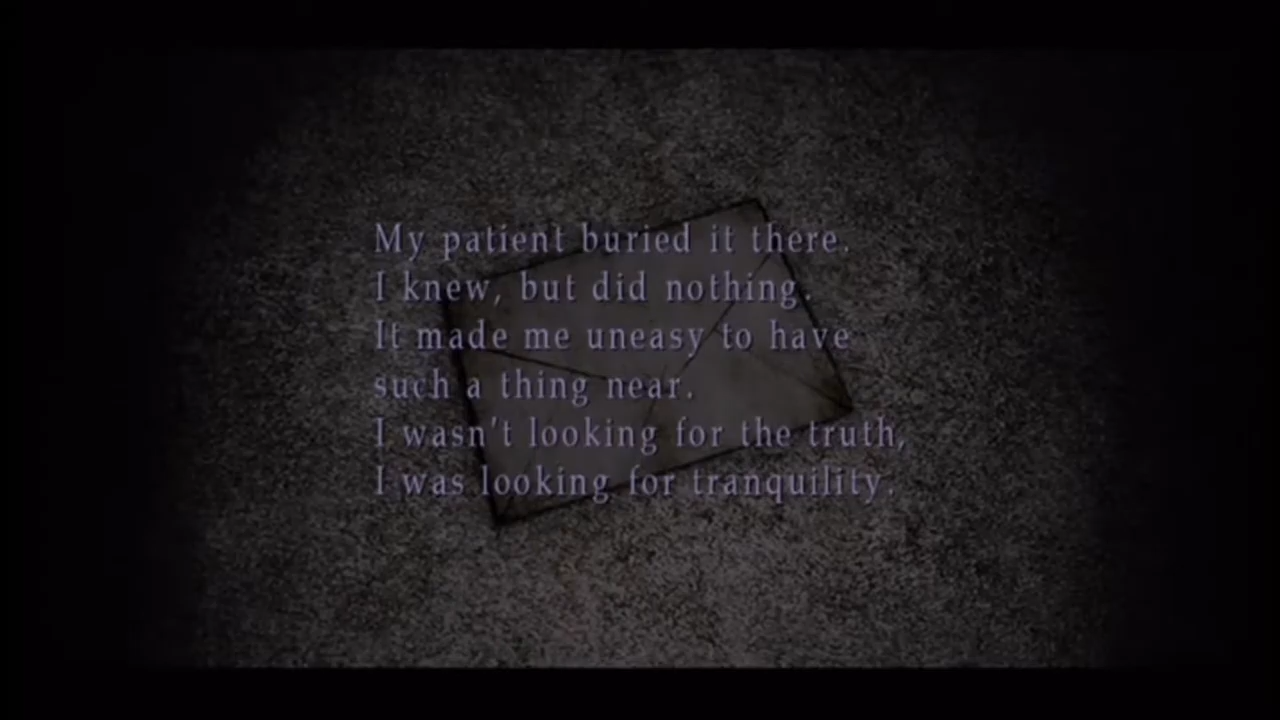 My patient buried it there.
I knew, but did nothing.
It made me uneasy to have
such a thing near.
I wasn't looking for the truth,
I was looking for tranquility.